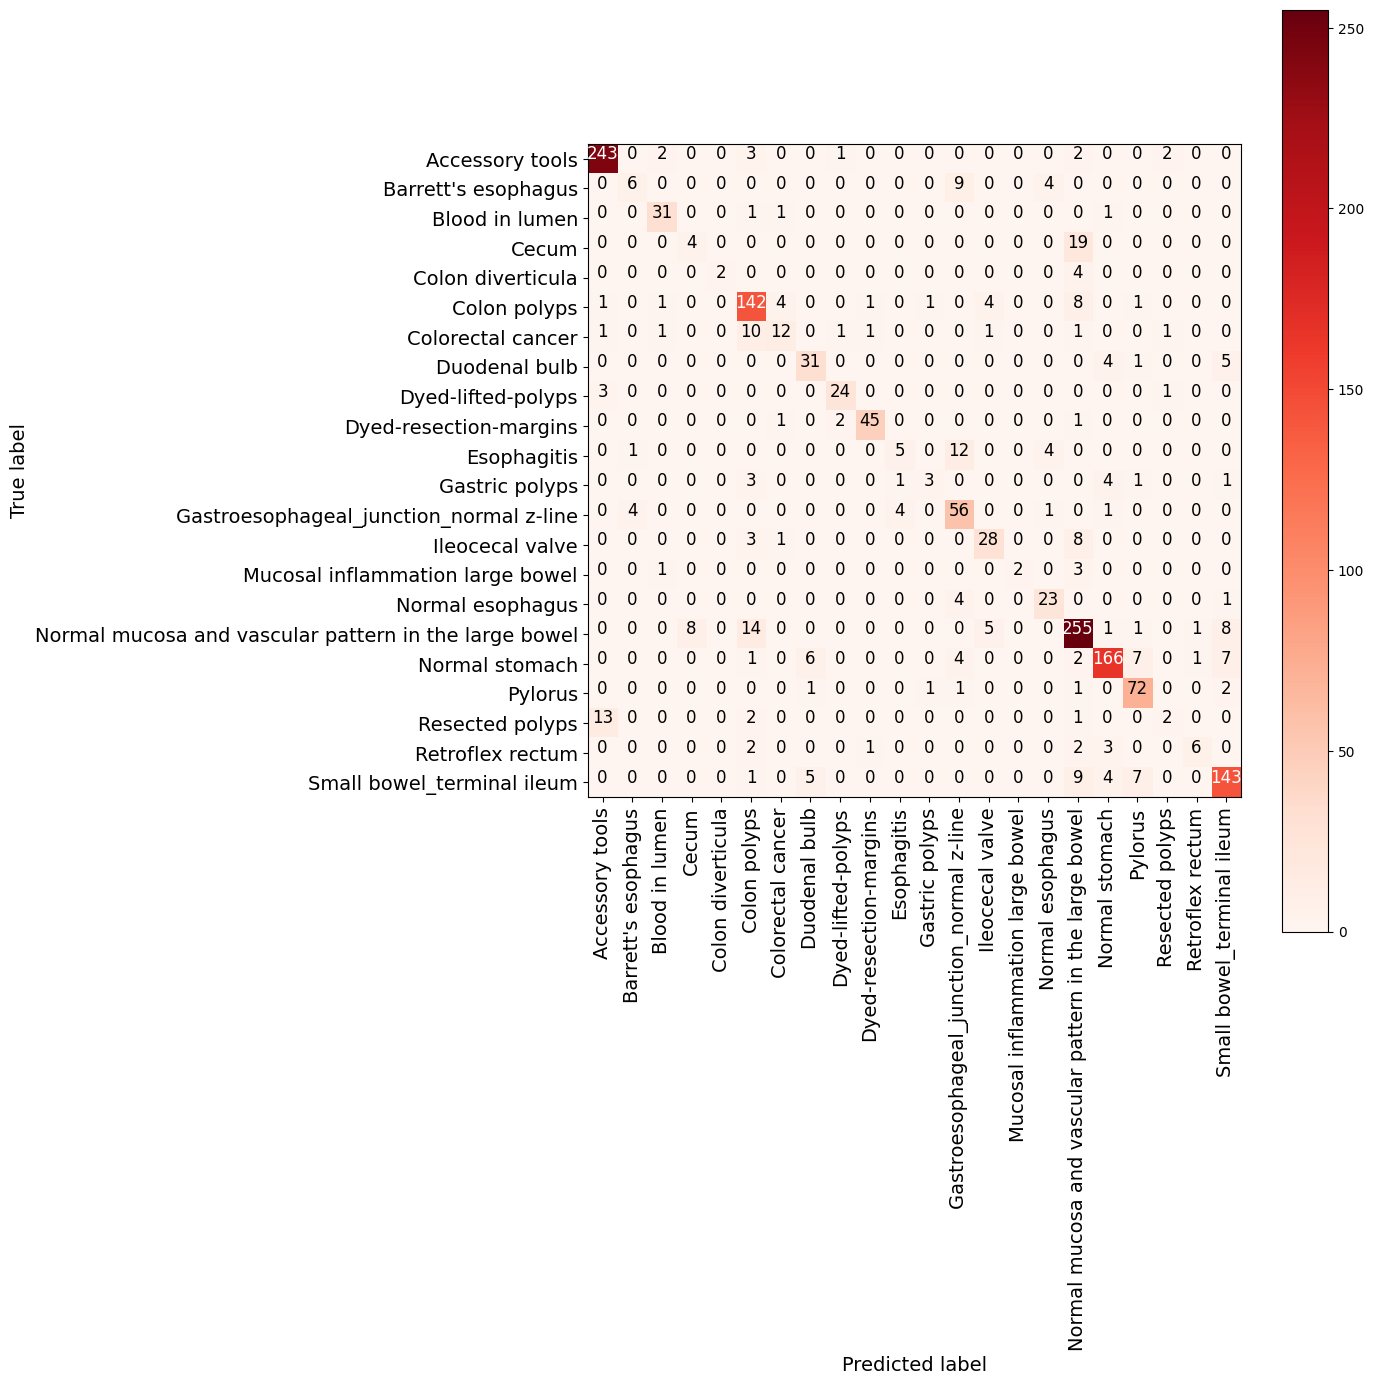 250
200
150
100
50
0
True label
Accessory tools 243 0 2 0 0 3 0 0 1 0 0 0 0 0 0 0 2 0 0 2 0 0
Barrett's esophagus 0 6 0 0 0 0 0 0 0 0 0 0 9 0 0 4 0 0 0 0 0 0
Blood in lumen 0 0 31 0 0 1 1 0 0 0 0 0 0 0 0 0 0 1 0 0 0 0
Cecum 0 0 0 4 0 0 0 0 0 0 0 0 0 0 0 0 19 0 0 0 0 0
Colon diverticula 0 0 0 0 2 0 0 0 0 0 0 0 0 0 0 0 4 0 0 0 0 0
Colon polyps 1 0 1 0 0 142 4 0 0 1 0 1 0 4 0 0 8 0 1 0 0 0
Colorectal cancer 1 0 1 0 0 10 12 0 1 1 0 0 0 1 0 0 1 0 0 1 0 0
Duodenal bulb 0 0 0 0 0 0 0 31 0 0 0 0 0 0 0 0 0 4 1 0 0 5
Dyed-lifted-polyps 3 0 0 0 0 0 0 0 24 0 0 0 0 0 0 0 0 0 0 1 0 0
Dyed-resection-margins 0 0 0 0 0 0 1 0 2 45 0 0 0 0 0 0 1 0 0 0 0 0
Esophagitis 0 1 0 0 0 0 0 0 0 0 5 0 12 0 0 4 0 0 0 0 0 0
Gastric polyps 0 0 0 0 0 3 0 0 0 0 1 3 0 0 0 0 0 4 1 0 0 1
Gastroesophageal_junction_normal z-line 0 4 0 0 0 0 0 0 0 0 4 0 56 0 0 1 0 1 0 0 0 0
Ileocecal valve 0 0 0 0 0 3 1 0 0 0 0 0 0 28 0 0 8 0 0 0 0 0
Mucosal inflammation large bowel 0 0 1 0 0 0 0 0 0 0 0 0 0 0 2 0 3 0 0 0 0 0
Normal esophagus 0 0 0 0 0 0 0 0 0 0 0 0 4 0 0 23 0 0 0 0 0 1
Normal mucosa and vascular pattern in the large bowel 0 0 0 8 0 14 0 0 0 0 0 0 0 5 0 0 255 1 1 0 1 8
Normal stomach 0 0 0 0 0 1 0 6 0 0 0 0 4 0 0 0 2 166 7 0 1 7
Pylorus 0 0 0 0 0 0 0 1 0 0 0 1 1 0 0 0 1 0 72 0 0 2
Resected polyps 13 0 0 0 0 2 0 0 0 0 0 0 0 0 0 0 1 0 0 2 0 0
Retroflex rectum 0 0 0 0 0 2 0 0 0 1 0 0 0 0 0 0 2 3 0 0 6 0
Small bowel_terminal ileum 0 0 0 0 0 1 0 5 0 0 0 0 0 0 0 0 9 4 7 0 0 143
Accessory tools
Barrett's esophagus
Blood in lumen
Cecum
Colon diverticula
Colon polyps
Colorectal cancer
Duodenal bulb
Dyed-lifted-polyps
Dyed-resection-margins
Esophagitis
Gastric polyps
Gastroesophageal_junction_normal z-line
Ileocecal valve
Mucosal inflammation large bowel
Normal esophagus
Normal mucosa and vascular pattern in the large bowel
Normal stomach
Pylorus
Resected polyps
Retroflex rectum
Small bowel_terminal ileum
Predicted label